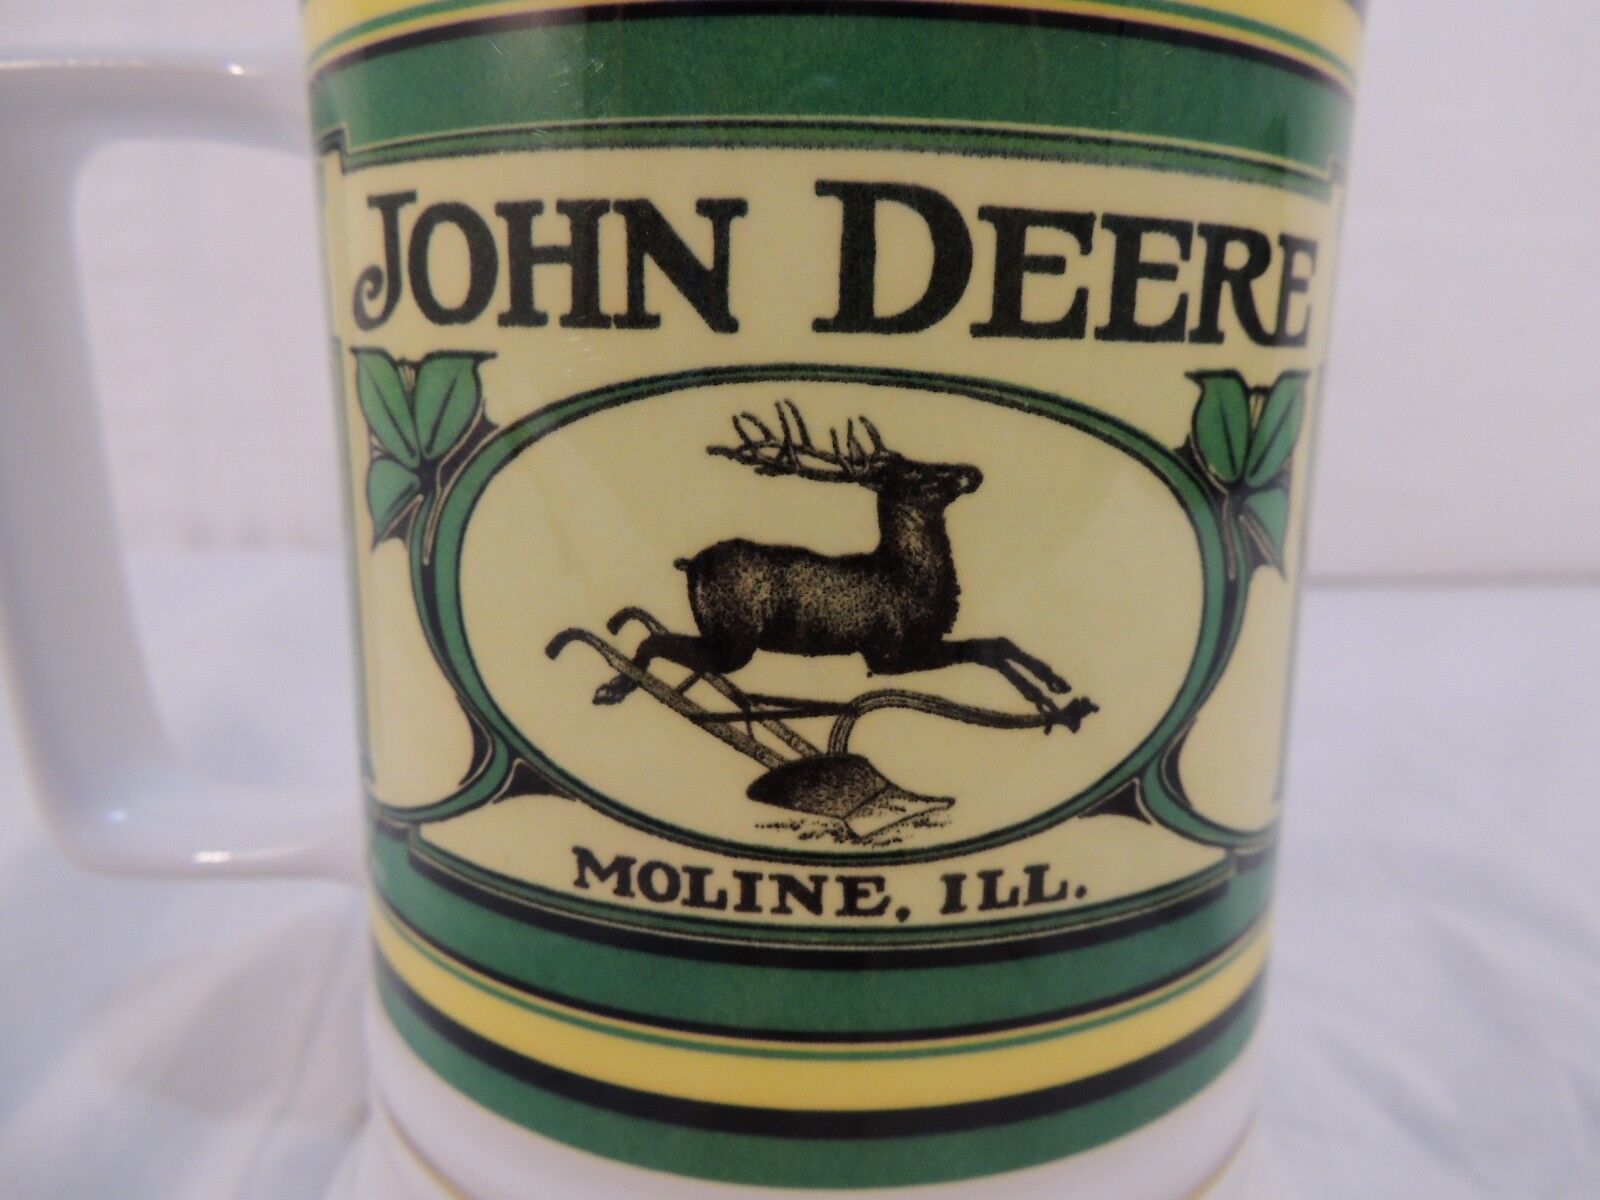 JOHN DEERE
MOLINE, ILL.